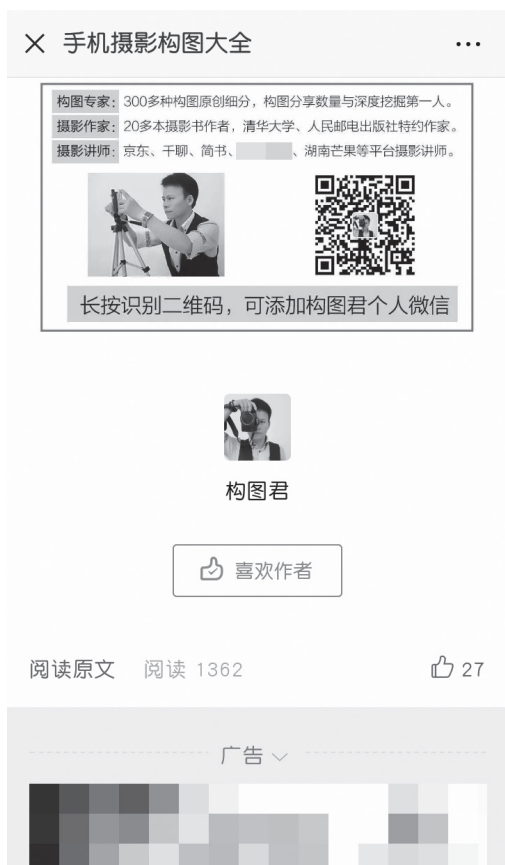 手机摄影构图大全
构图专家：300多种构图原创细分，构图分享数量与深度挖掘第一人。
摄影作家：20多本摄影书作者，清华大学、人民邮电出版社特约作家。
摄影讲师：京东、干聊、简书、、湖南芒果等平台摄影讲师。
长按识别二维码，可添加构图君个人微信
构图君
喜欢作者
阅读原文 阅读 1362 27
广告